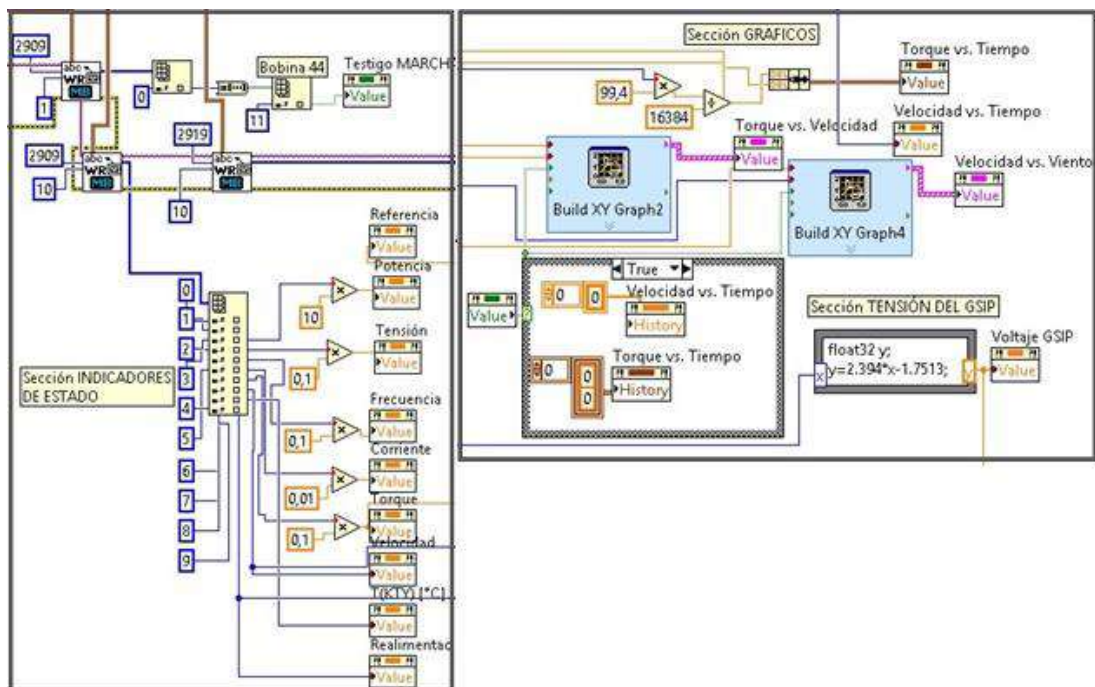 2909
abc
WR
MB
1
0
Bobina 44
11
Testigo MARCH
Value
2909
abc
WR
MB
10
2919
abc
WR
MB
10
Referencia
Value
Potencia
10
Value
Tensión
0,1
Value
Frecuencia
0,1
Value
Corriente
0,01
Value
Torque
0,1
Value
Velocidad
Value
T(KTY) [°C]
Value
Realimentac
Value
0
1
2
3
4
5
6
7
8
9
Sección INDICADORES
DE ESTADO
Sección GRAFICOS
99,4
16384
Torque vs. Tiempo
Value
Velocidad vs. Tiempo
Value
Torque vs. Velocidad
Value
Velocidad vs. Viento
Value
Build XY Graph2
Build XY Graph4
True
Value
?
0
0
Velocidad vs. Tiempo
History
0
0
0
Torque vs. Tiempo
History
Sección TENSIÓN DEL GSIP
float32 y;
y=2.394*x-1.7513;
x
y
Voltaje GSIP
Value